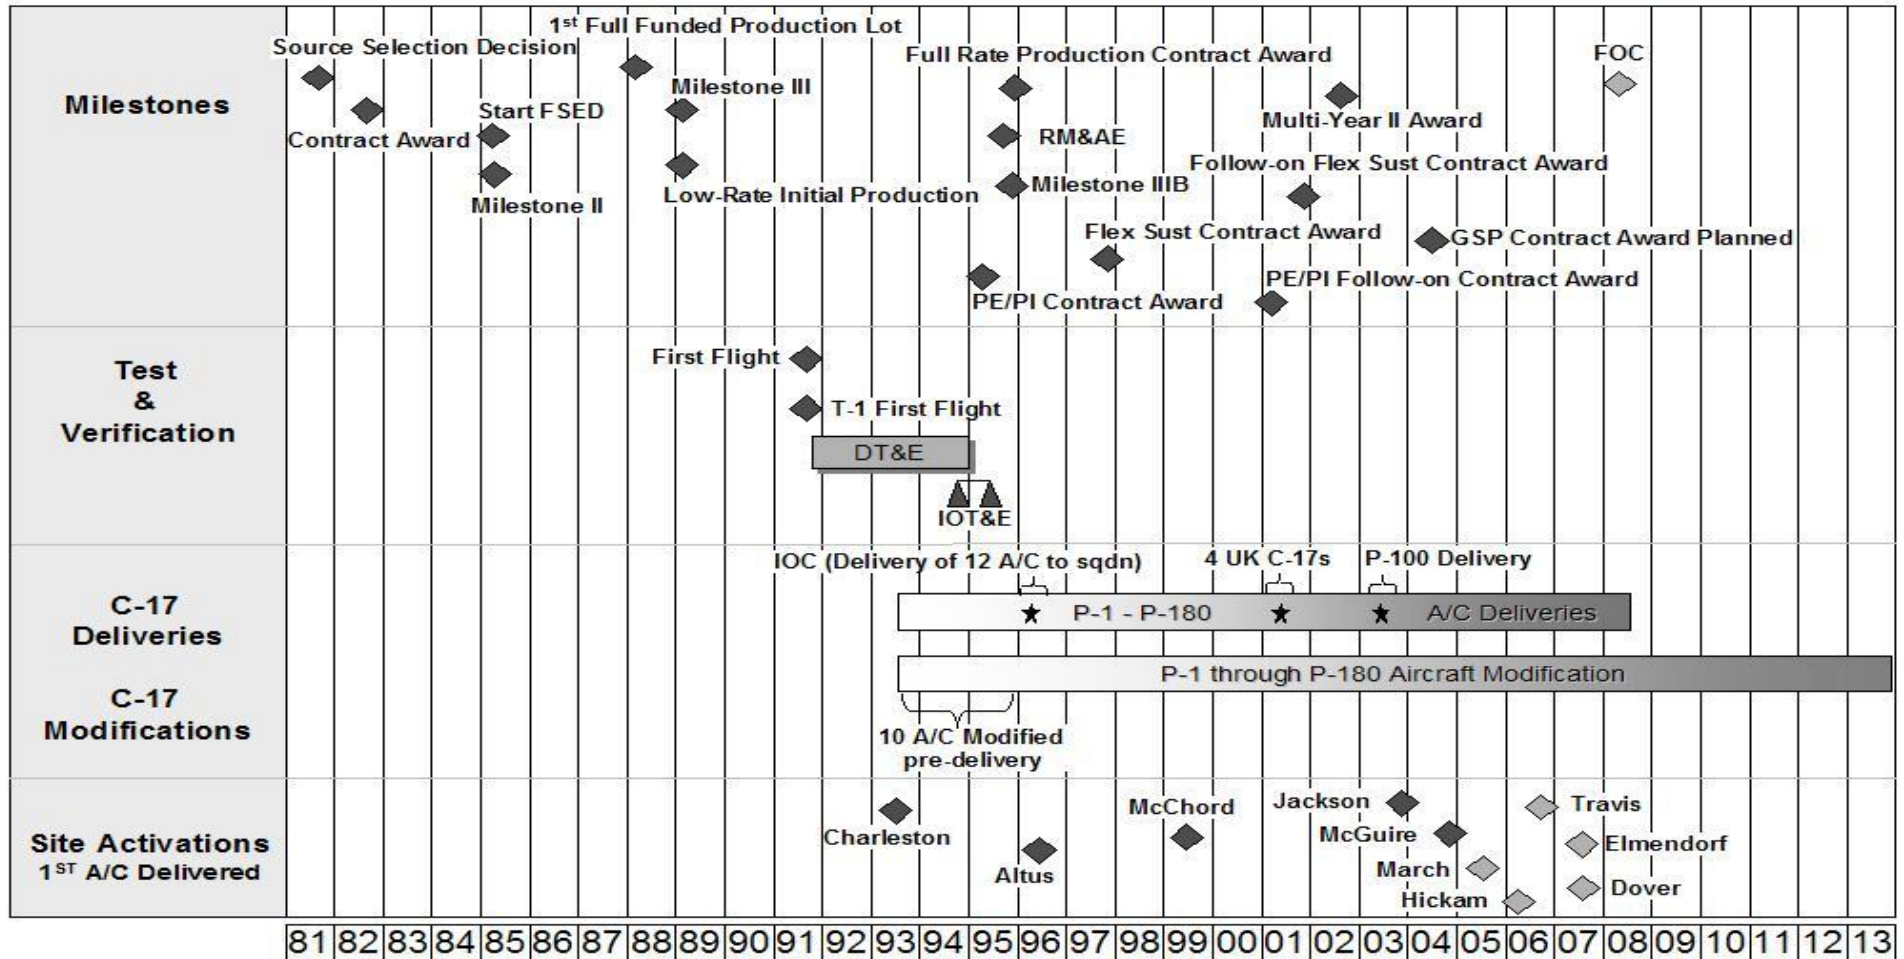 1st Full Funded Production Lot
Source Selection Decision
Full Rate Production Contract Award
FOC
Milestones
Milestone III
Start FSED
Contract Award
Multi-Year II Award
RM&AE
Follow-on Flex Sust Contract Award
Milestone IIIB
Low-Rate Initial Production
Milestone II
Flex Sust Contract Award
GSP Contract Award Planned
PE/PI Follow-on Contract Award
PE/PI Contract Award
Test
&
Verification
First Flight
T-1 First Flight
DT&E
IOT&E
IOC (Delivery of 12 A/C to sqdn)
4 UK C-17s
P-100 Delivery
C-17
Deliveries
P-1 - P-180
A/C Deliveries
C-17
Modifications
P-1 through P-180 Aircraft Modification
10 A/C Modified
pre-delivery
Site Activations
1ST A/C Delivered
Charleston
Altus
McChord
Jackson
McGuire
March
Hickam
Travis
Elmendorf
Dover
81 82 83 84 85 86 87 88 89 90 91 92 93 94 95 96 97 98 99 00 01 02 03 04 05 06 07 08 09 10 11 12 13